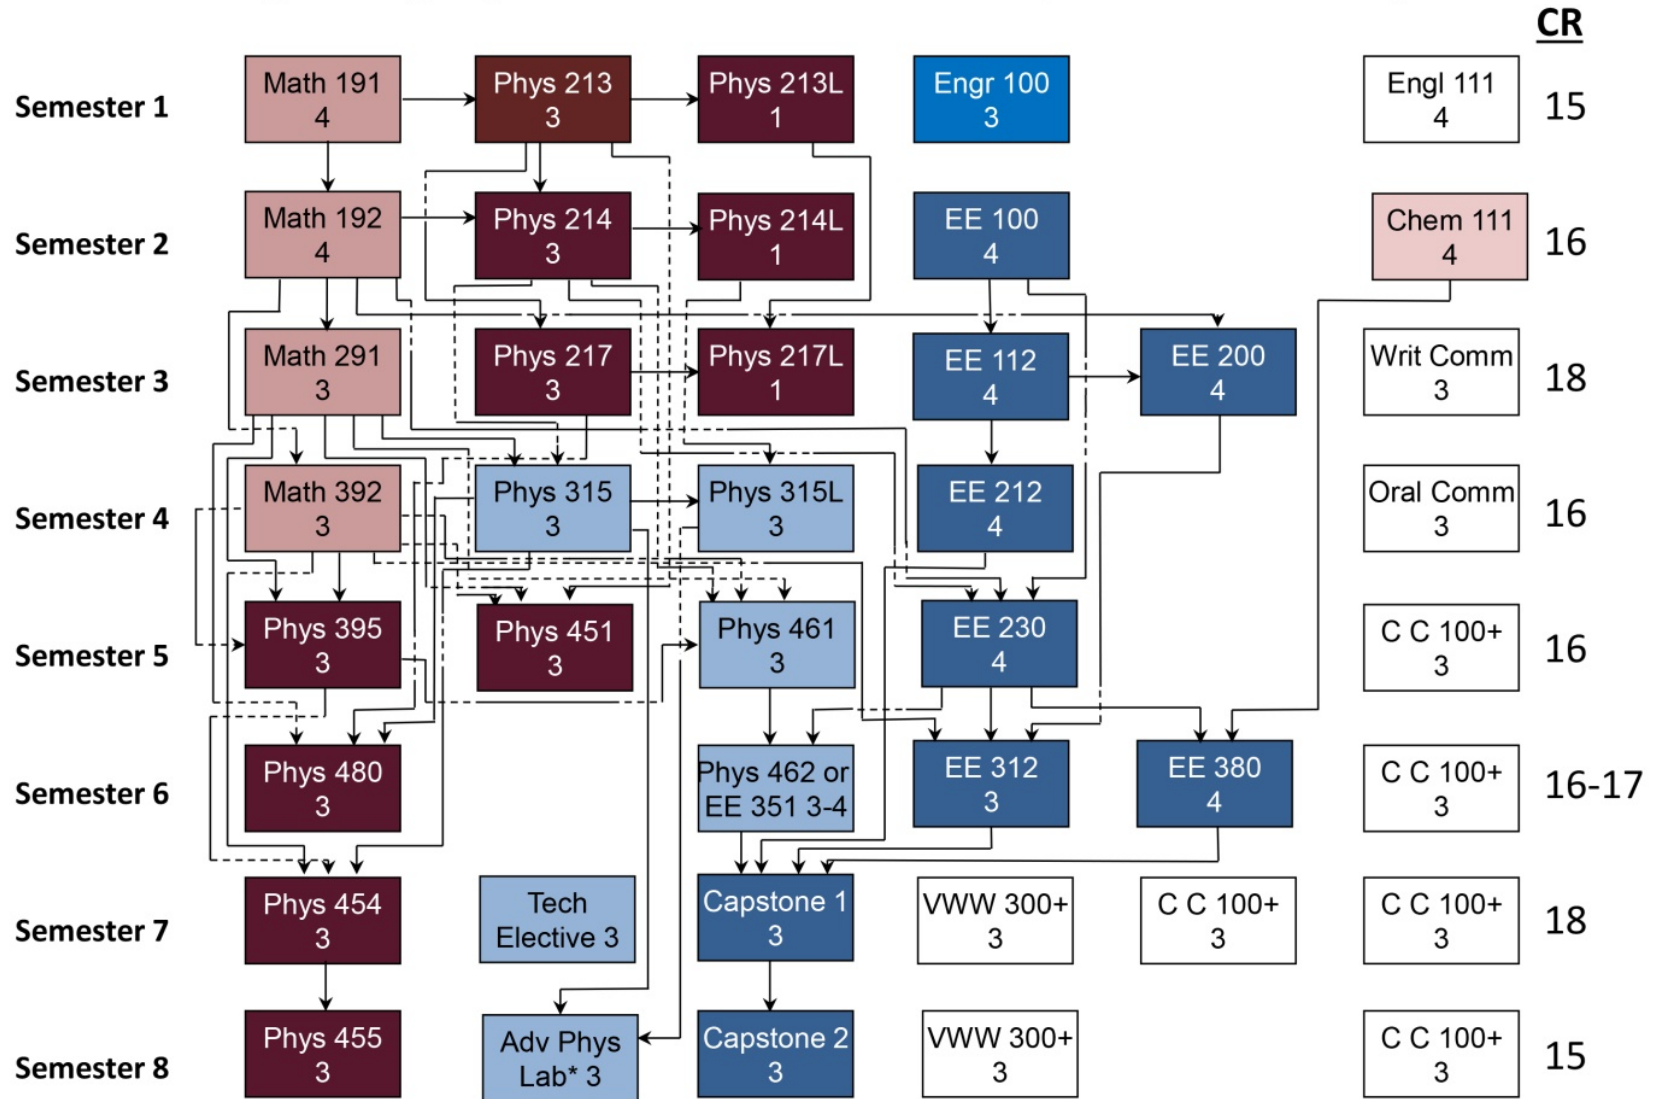 CR
Semester 1
Math 191
4
Phys 213
3
Phys 213L
1
Engr 100
3
Engl 111
4
15
Semester 2
Math 192
4
Phys 214
3
Phys 214L
1
EE 100
4
Chem 111
4
16
Semester 3
Math 291
3
Phys 217
3
Phys 217L
1
EE 112
4
EE 200
4
Writ Comm
3
18
Semester 4
Math 392
3
Phys 315
3
Phys 315L
3
EE 212
4
Oral Comm
3
16
Semester 5
Phys 395
3
Phys 451
3
Phys 461
3
EE 230
4
C C 100+
3
16
Semester 6
Phys 480
3
Phys 462 or
EE 351 3-4
EE 312
3
EE 380
4
C C 100+
3
16-17
Semester 7
Phys 454
3
Tech
Elective 3
Capstone 1
3
VWW 300+
3
C C 100+
3
C C 100+
3
18
Semester 8
Phys 455
3
Adv Phys
Lab* 3
Capstone 2
3
VWW 300+
3
C C 100+
3
15